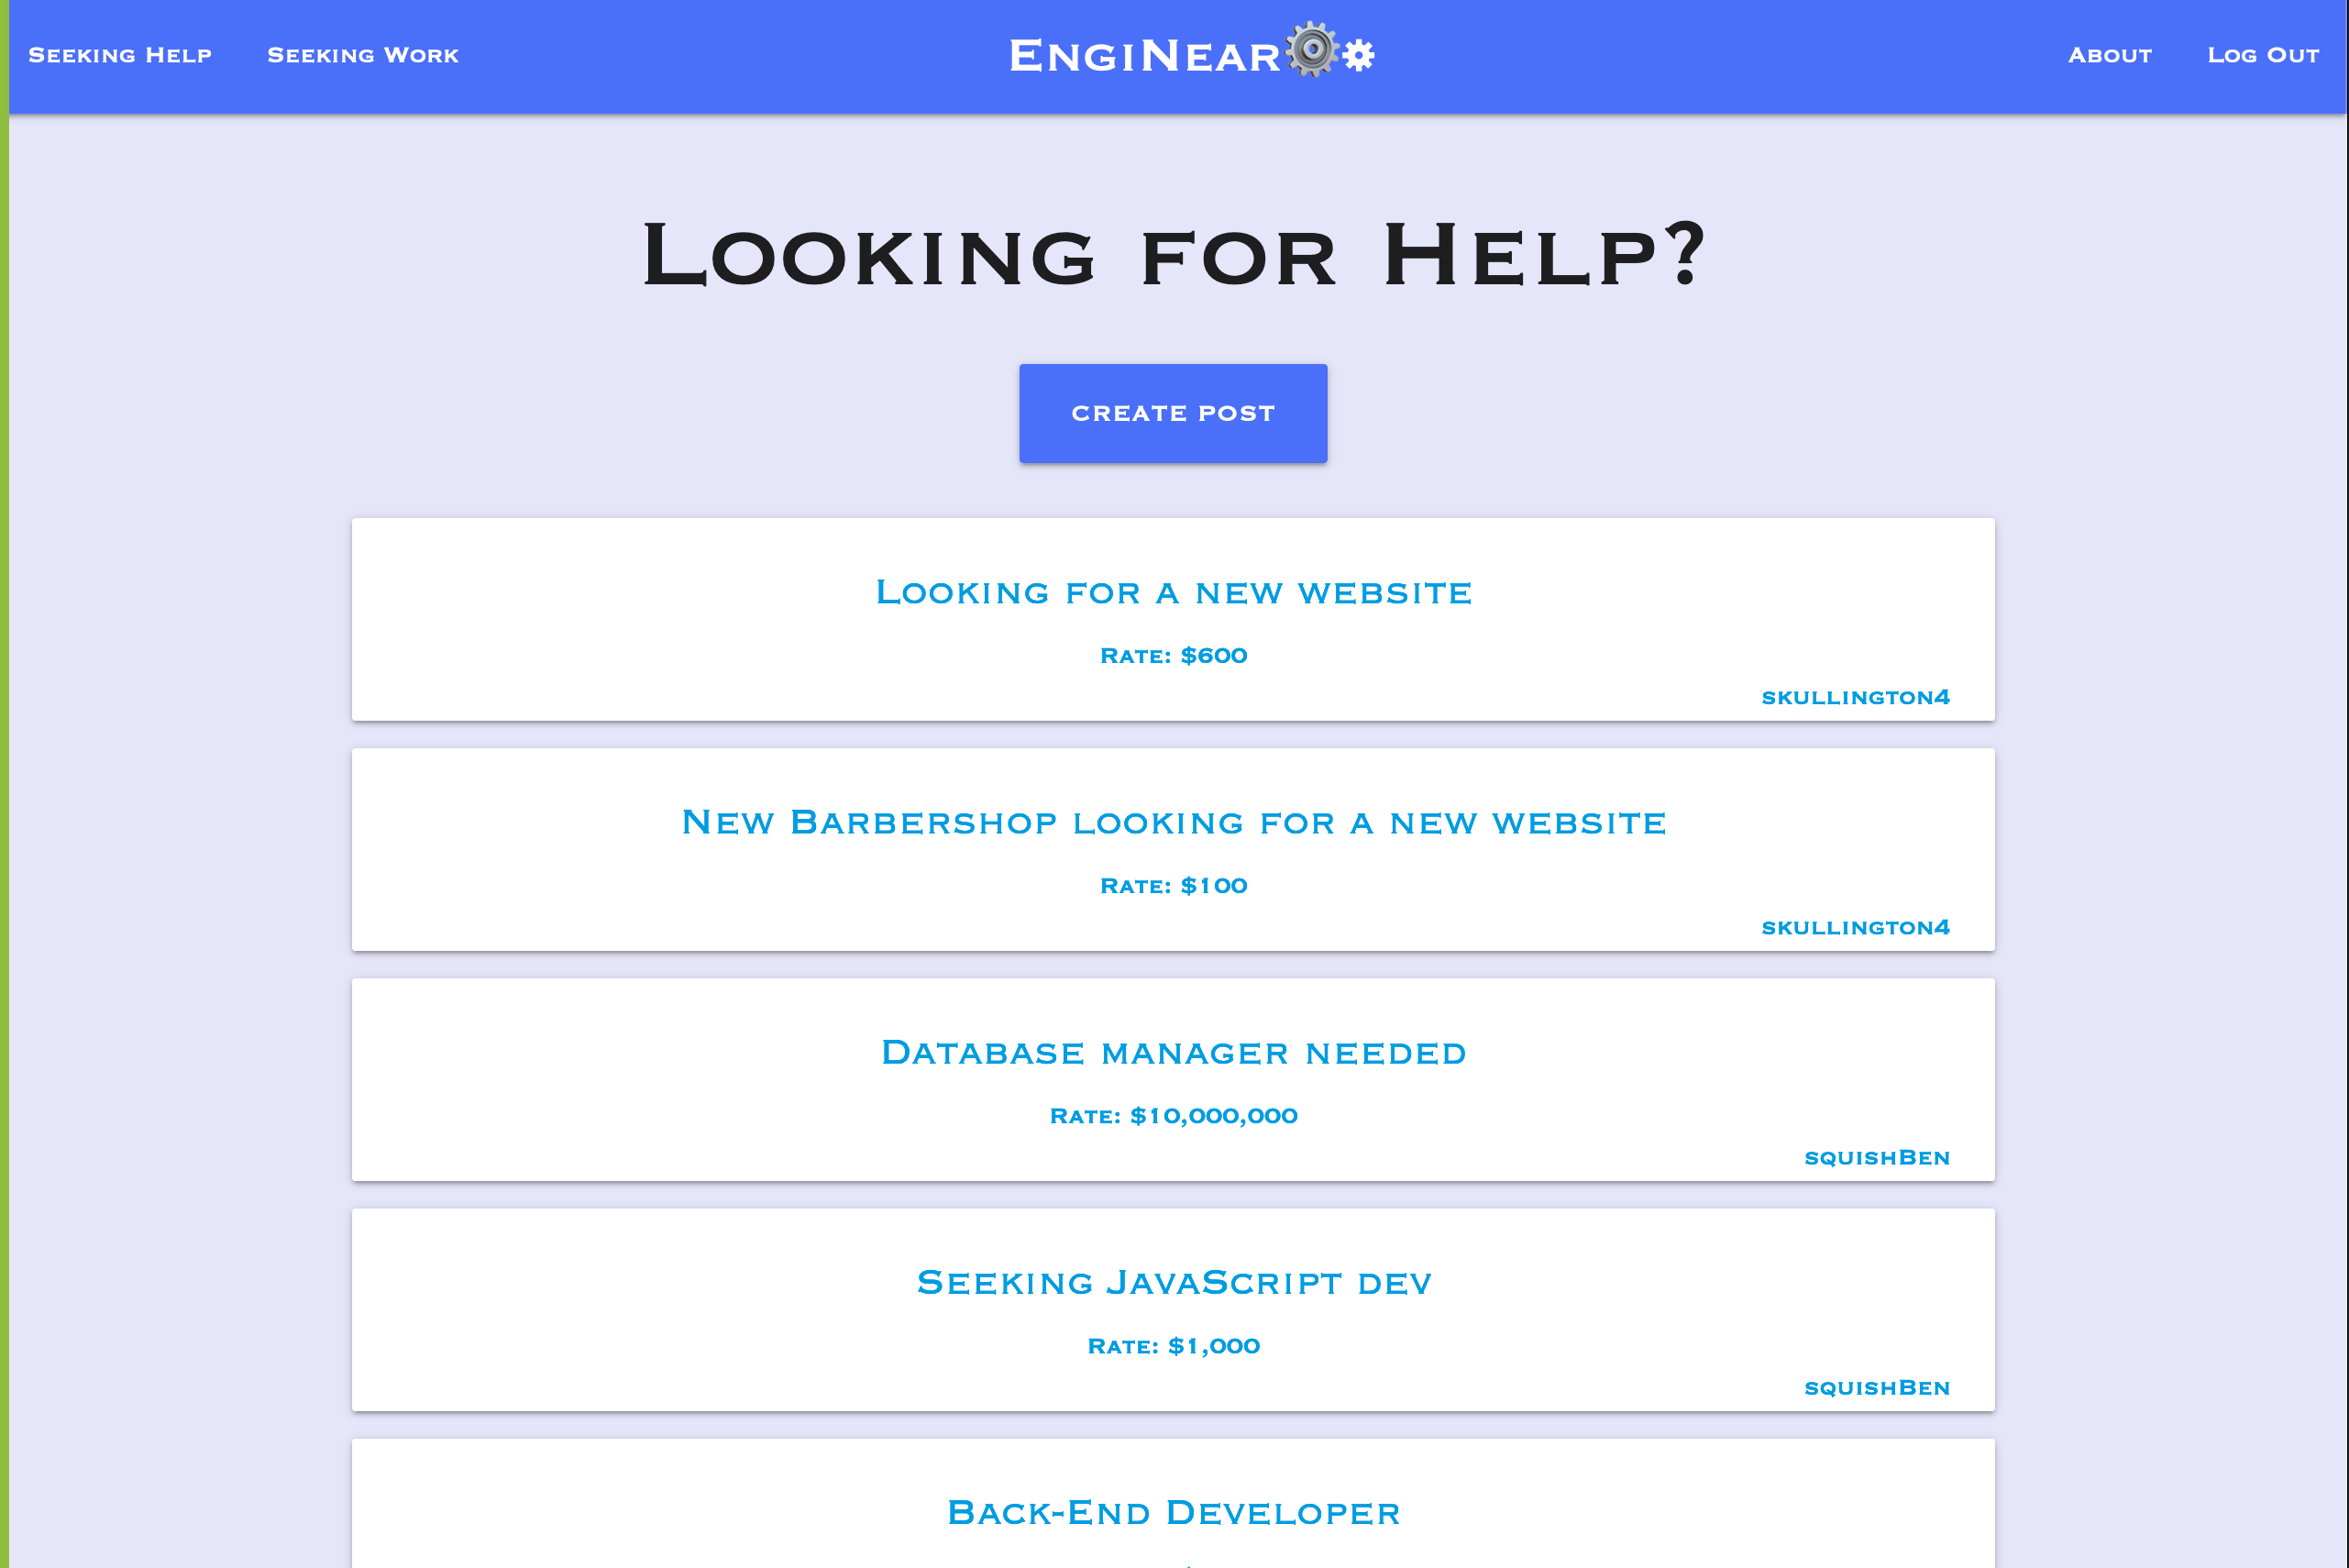 Seeking Help Seeking Work EngiNear About Log Out
Looking for Help?
CREATE POST
Looking for a new website
Rate: $600
skullington4
New Barbershop looking for a new website
Rate: $100
skullington4
Database manager needed
Rate: $10,000,000
squishBen
Seeking JavaScript dev
Rate: $1,000
squishBen
Back-End Developer